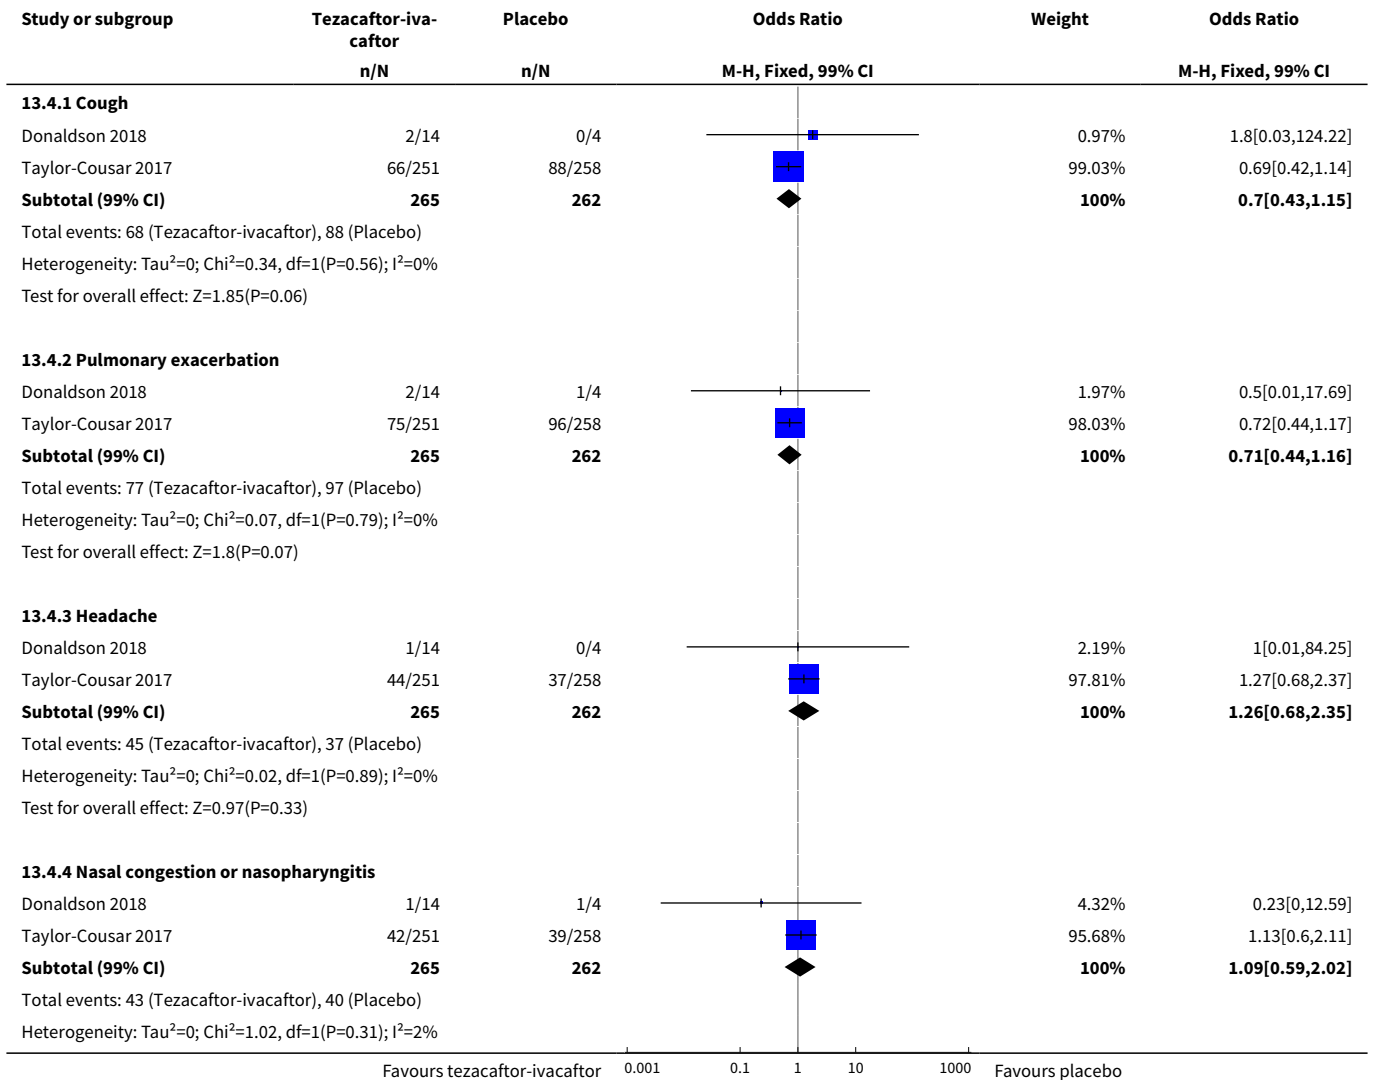 Study or subgroup Tezacaftor-iva- Placebo Odds Ratio Weight Odds Ratio
caftor
n/N n/N M-H, Fixed, 99% CI M-H, Fixed, 99% CI
13.4.1 Cough
Donaldson 2018 2/14 0/4 0.97% 1.8[0.03,124.22]
Taylor-Cousar 2017 66/251 88/258 99.03% 0.69[0.42,1.14]
Subtotal (99% CI) 265 262 100% 0.7[0.43,1.15]
Total events: 68 (Tezacaftor-ivacaftor), 88 (Placebo)
Heterogeneity: Tau²=0; Chi²=0.34, df=1(P=0.56); I²=0%
Test for overall effect: Z=1.85(P=0.06)
13.4.2 Pulmonary exacerbation
Donaldson 2018 2/14 1/4 1.97% 0.5[0.01,17.69]
Taylor-Cousar 2017 75/251 96/258 98.03% 0.72[0.44,1.17]
Subtotal (99% CI) 265 262 100% 0.71[0.44,1.16]
Total events: 77 (Tezacaftor-ivacaftor), 97 (Placebo)
Heterogeneity: Tau²=0; Chi²=0.07, df=1(P=0.79); I²=0%
Test for overall effect: Z=1.8(P=0.07)
13.4.3 Headache
Donaldson 2018 1/14 0/4 2.19% 1[0.01,84.25]
Taylor-Cousar 2017 44/251 37/258 97.81% 1.27[0.68,2.37]
Subtotal (99% CI) 265 262 100% 1.26[0.68,2.35]
Total events: 45 (Tezacaftor-ivacaftor), 37 (Placebo)
Heterogeneity: Tau²=0; Chi²=0.02, df=1(P=0.89); I²=0%
Test for overall effect: Z=0.97(P=0.33)
13.4.4 Nasal congestion or nasopharyngitis
Donaldson 2018 1/14 1/4 4.32% 0.23[0,12.59]
Taylor-Cousar 2017 42/251 39/258 95.68% 1.13[0.6,2.11]
Subtotal (99% CI) 265 262 100% 1.09[0.59,2.02]
Total events: 43 (Tezacaftor-ivacaftor), 40 (Placebo)
Heterogeneity: Tau²=0; Chi²=1.02, df=1(P=0.31); I²=2%
Favours tezacaftor-ivacaftor 0.001 0.1 1 10 1000 Favours placebo